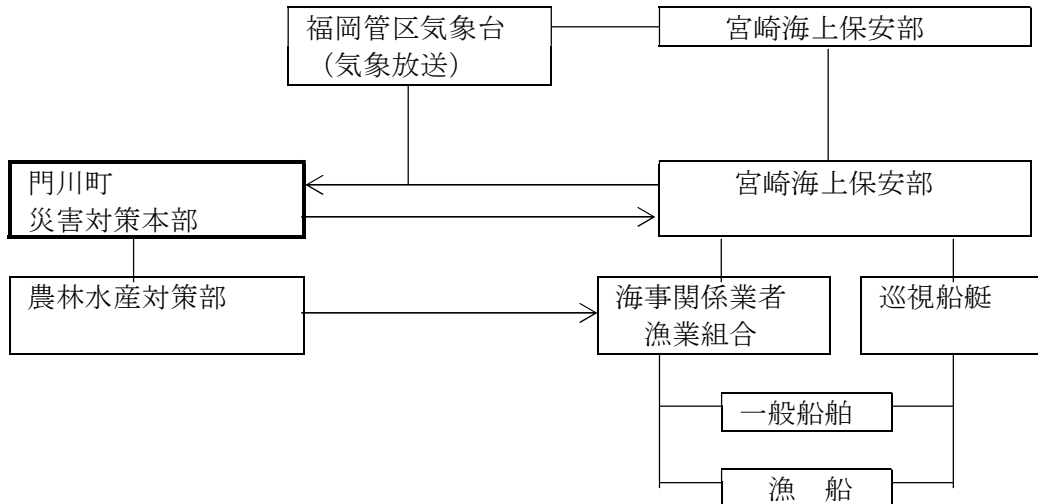 福岡管区気象台
（気象放送）
宮崎海上保安部
門川町
災害対策本部
宮崎海上保安部
農林水産対策部
海事関係業者
漁業組合
巡視船艇
一般船舶
漁　船